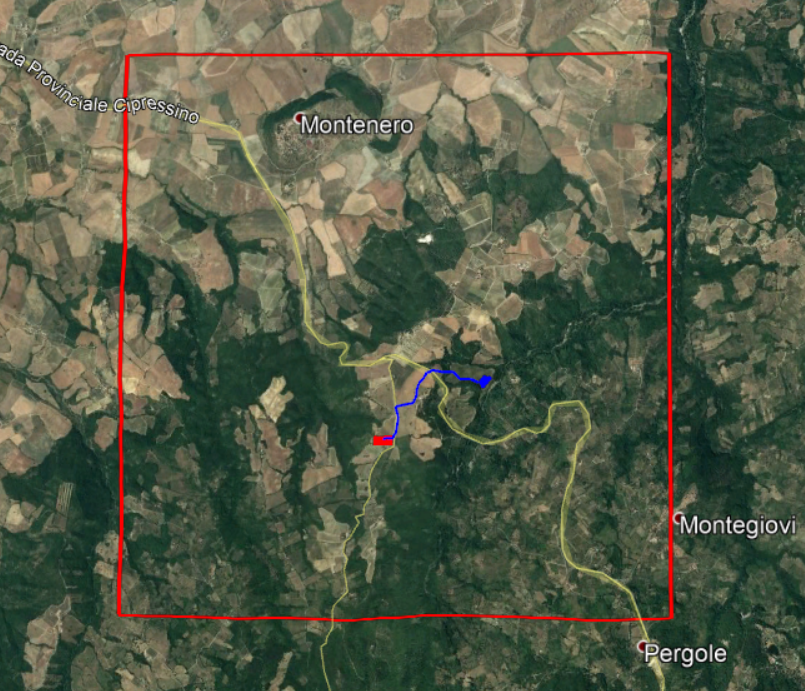 ada Provinciale Cipressino
Montenero
Montegiovi
Pergole